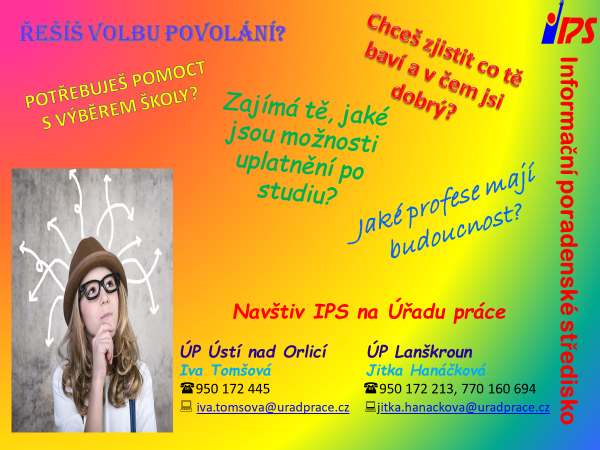 ŘEŠÍŠ VOLBU POVOLÁNÍ?
IPS
POTŘEBUJEŠ POMOCT
S VÝBĚREM ŠKOLY?
Chceš zjistit co tě
baví a v čem jsi
dobrý?
Zajímá tě, jaké
jsou možnosti
uplatnění po
studiu?
Jaké profese mají
budoucnost?
Informační poradenské středisko
Navštiv IPS na Úřadu práce
ÚP Ústí nad Orlicí
Iva Tomšová
☎950 172 445
iva.tomsova@uradprace.cz
ÚP Lanškroun
Jitka Hanáčková
☎950 172 213, 770 160 694
jitka.hanackova@uradprace.cz